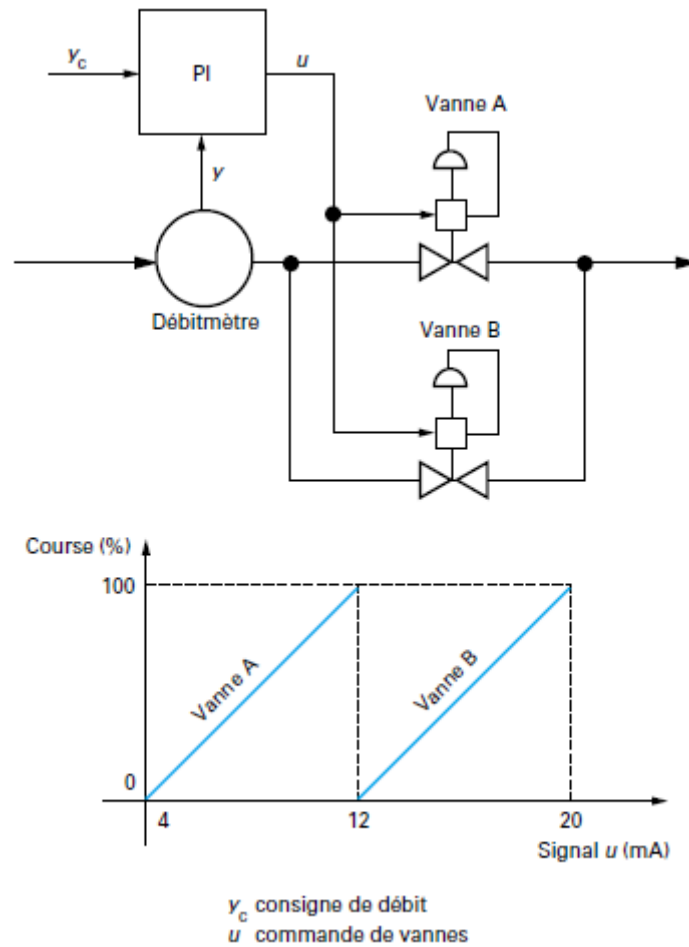 y_c
PI
u
Vanne A
y
Débitmètre
Vanne B
Course (%)
100
Vanne A
Vanne B
0
4
12
20
Signal u (mA)
y_c consigne de débit
u commande de vannes